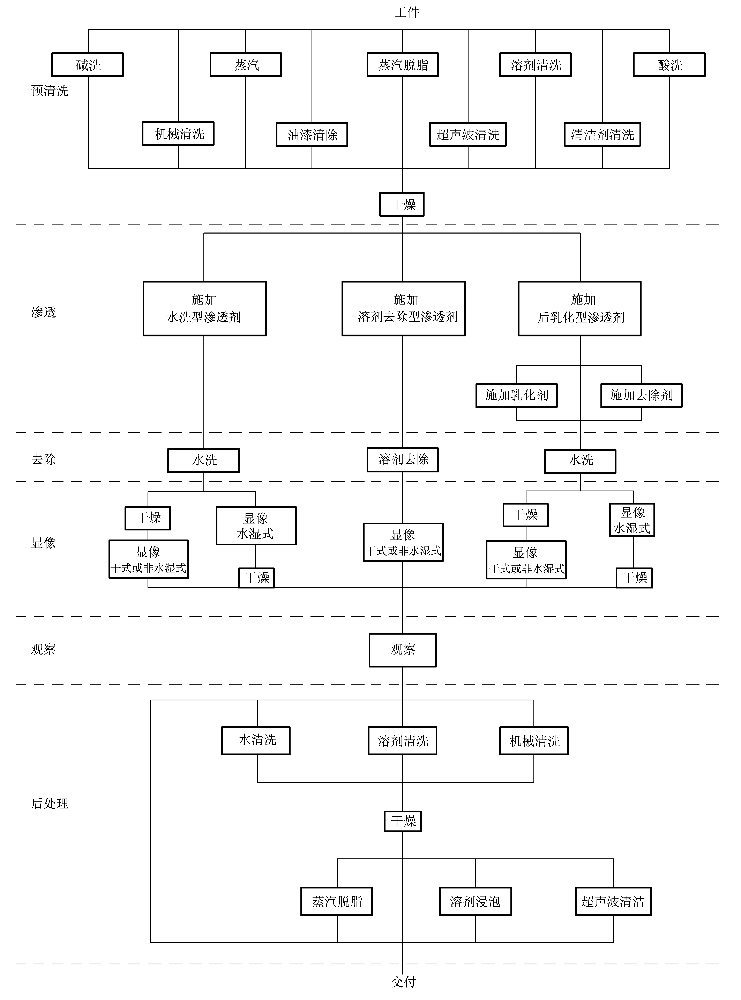 工件
碱洗
蒸汽
蒸汽脱脂
溶剂清洗
酸洗
预清洗
机械清洗
油漆清除
超声波清洗
清洁剂清洗
干燥
渗透
施加
水洗型渗透剂
施加
溶剂去除型渗透剂
施加
后乳化型渗透剂
施加乳化剂
施加去除剂
去除
水洗
溶剂去除
水洗
显像
干燥
显像
干式或非水湿式
显像
水湿式
干燥
显像
干式或非水湿式
干燥
显像
干式或非水湿式
显像
水湿式
干燥
观察
观察
后处理
水清洗
溶剂清洗
机械清洗
干燥
蒸汽脱脂
溶剂浸泡
超声波清洁
交付